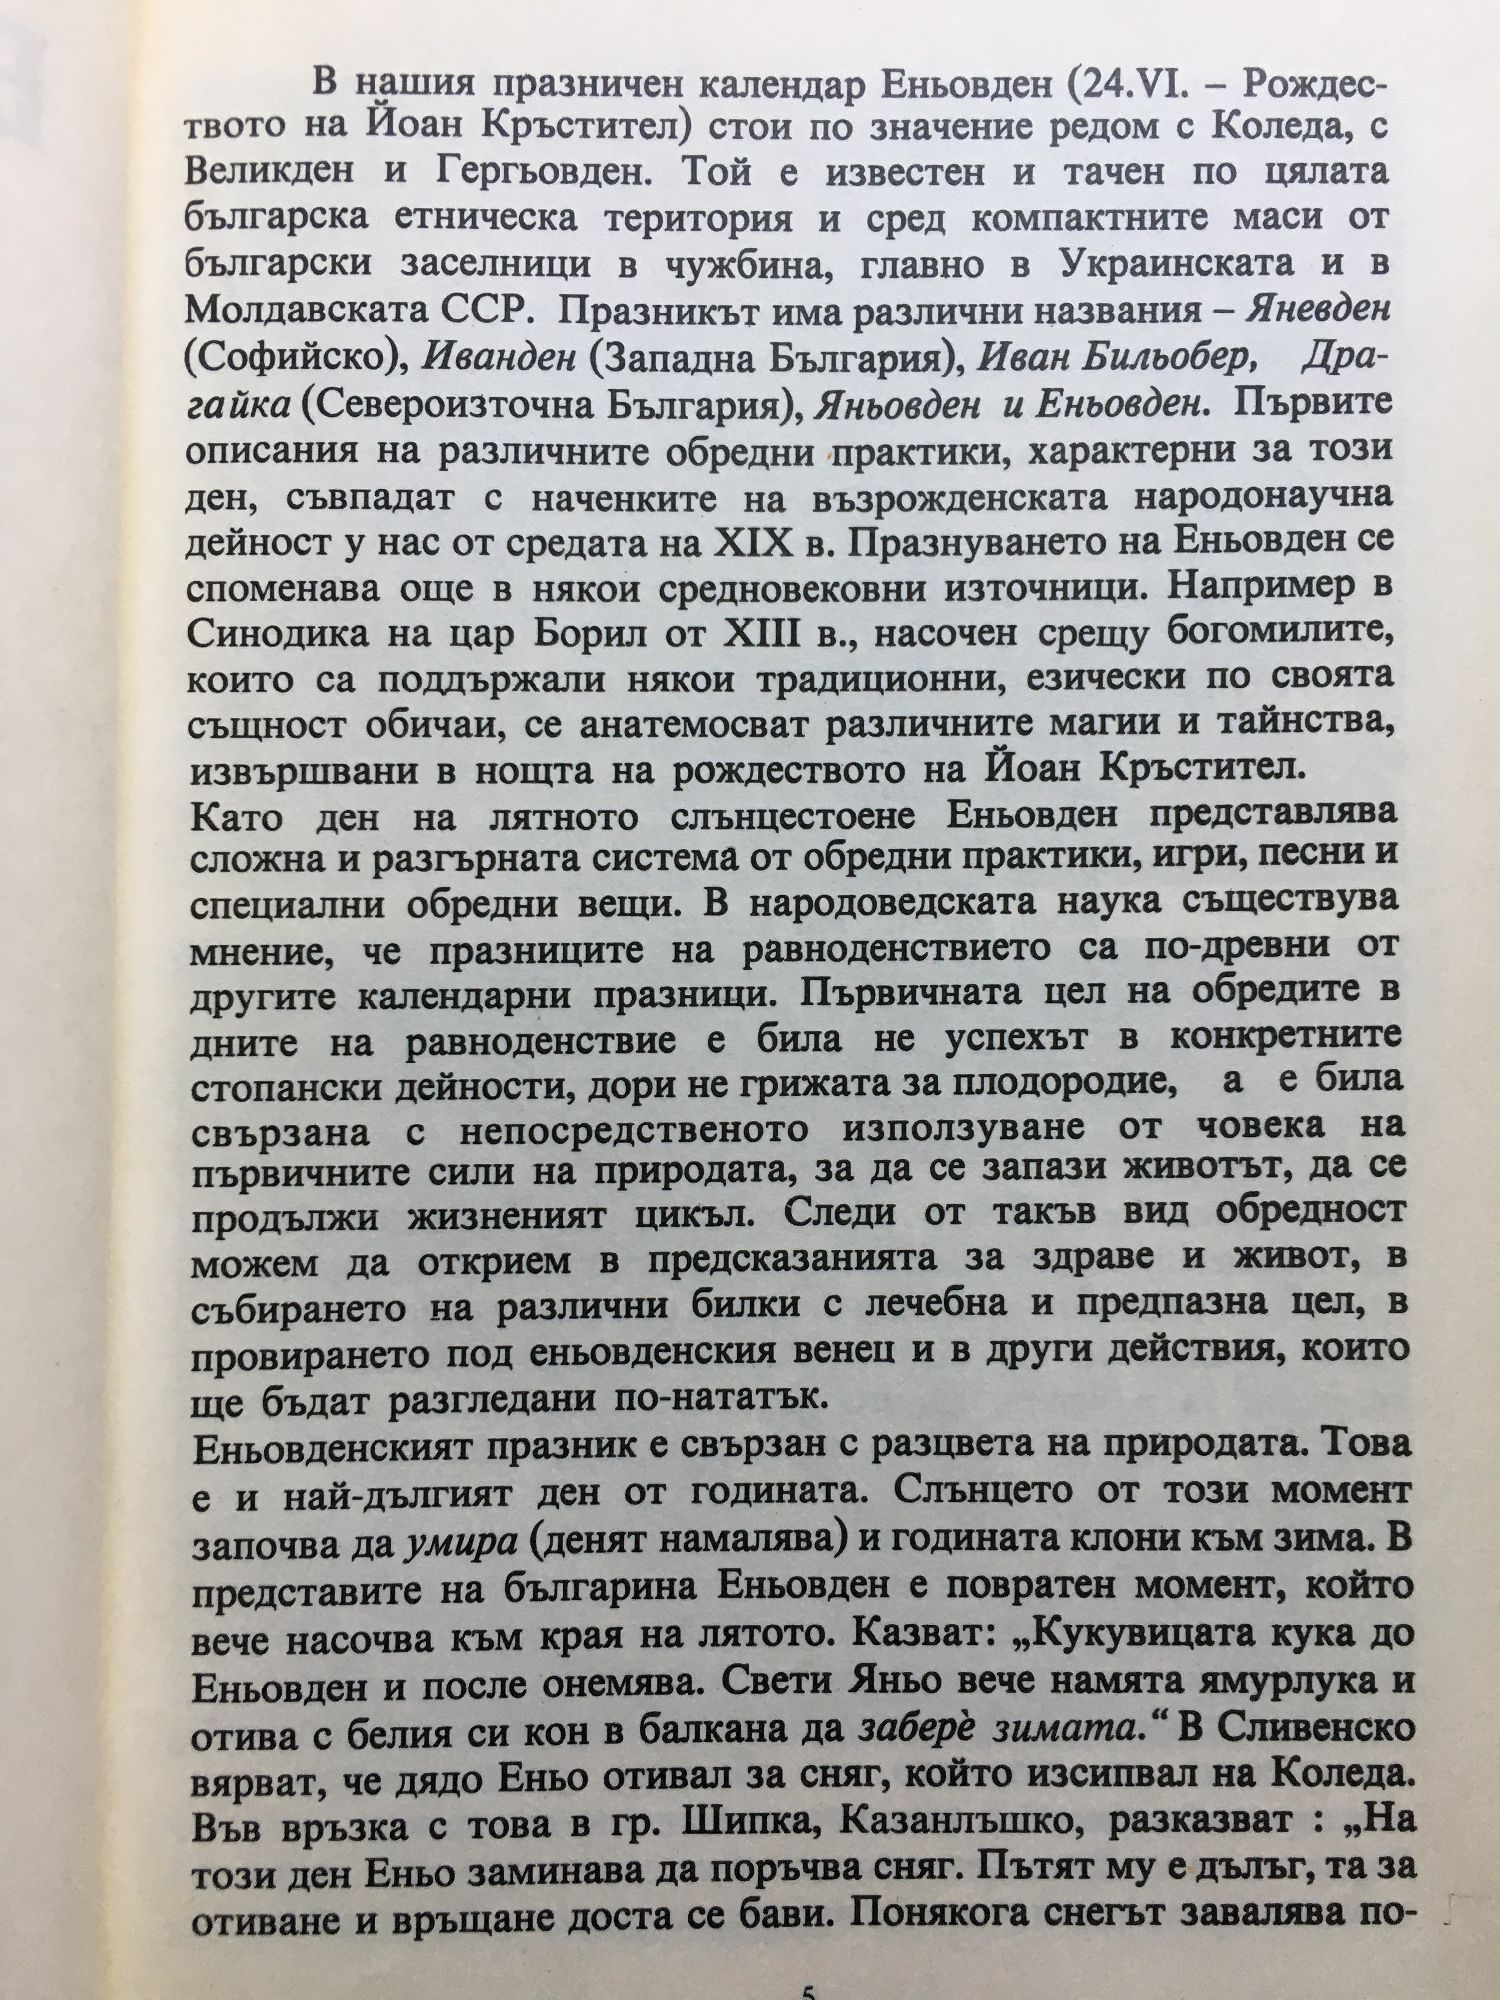 В нашия празничен календар Еньовден (24.VI. – Рождес-
твото на Йоан Кръстител) стои по значение редом с Коледа, с
Великден и Гергьовден. Той е известен и тачен по цялата
българска етническа територия и сред компактните маси от
български заселници в чужбина, главно в Украинската и в
Молдавската ССР. Празникът има различни названия – Яневден
(Софийско), Иванден (Западна България), Иван Бильобер, Дра-
гайка (Североизточна България), Яньовден и Еньовден. Първите
описания на различните обредни практики, характерни за този
ден, съвпадат с наченките на възрожденската народонаучна
дейност у нас от средата на XIX в. Празнуването на Еньовден се
споменава още в някои средновековни източници. Например в
Синодика на цар Борил от XIII в., насочен срещу богомилите,
които са поддържали някои традиционни, езически по своята
същност обичаи, се анатемосват различните магии и тайнства,
извършвани в нощта на рождеството на Йоан Кръстител.
Като ден на лятното слънцестоене Еньовден представлява
сложна и разгърната система от обредни практики, игри, песни и
специални обредни вещи. В народоведската наука съществува
мнение, че празниците на равноденствието са по-древни от
другите календарни празници. Първичната цел на обредите в
дните на равноденствие е била не успехът в конкретните
стопански дейности, дори не грижата за плодородие, а е била
свързана с непосредственото използуване от човека на
първичните сили на природата, за да се запази животът, да се
продължи жизненият цикъл. Следи от такъв вид обредност
можем да открием в предсказанията за здраве и живот, в
събирането на различни билки с лечебна и предпазна цел, в
провирането под еньовденския венец и в други действия, които
ще бъдат разгледани по-нататък.
Еньовденският празник е свързан с разцвета на природата. Това
е и най-дългият ден от годината. Слънцето от този момент
започва да умира (денят намалява) и годината клони към зима. В
представите на българина Еньовден е повратен момент, който
вече насочва към края на лятото. Казват: „Кукувицата кука до
Еньовден и после онемява. Свети Яньо вече намята ямурлука и
отива с белия си кон в балкана да заберѐ зимата.“ В Сливенско
вярват, че дядо Еньо отивал за сняг, който изсипвал на Коледа.
Във връзка с това в гр. Шипка, Казанлъшко, разказват : „На
този ден Еньо заминава да поръчва сняг. Пътят му е дълъг, та за
отиване и връщане доста се бави. Понякога снегът завалява по-
5